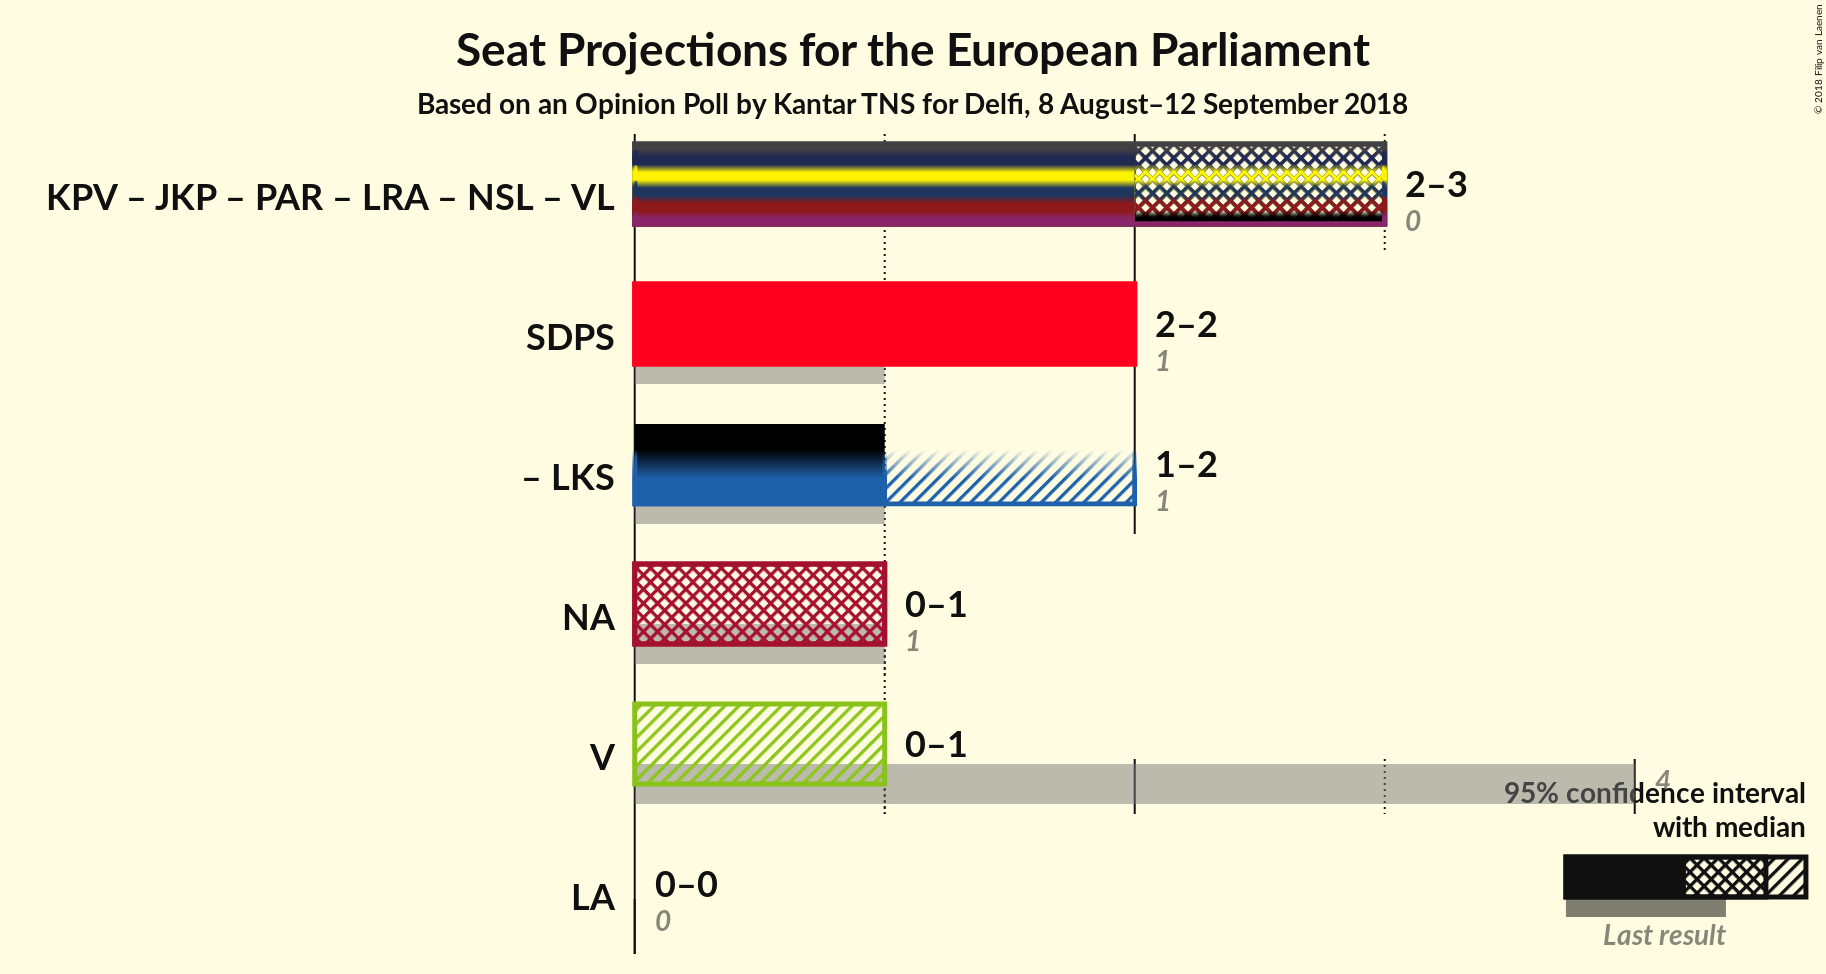 Seat Projections for the European Parliament
Based on an Opinion Poll by Kantar TNS for Delfi, 8 August–12 September 2018
© 2018 Filip van Laenen
KPV – JKP – PAR – LRA – NSL – VL
2–3
0
SDPS
2–2
1
– LKS
1–2
1
NA
0–1
1
V
0–1
4
LA
0–0
0
95% confidence interval
with median
Last result